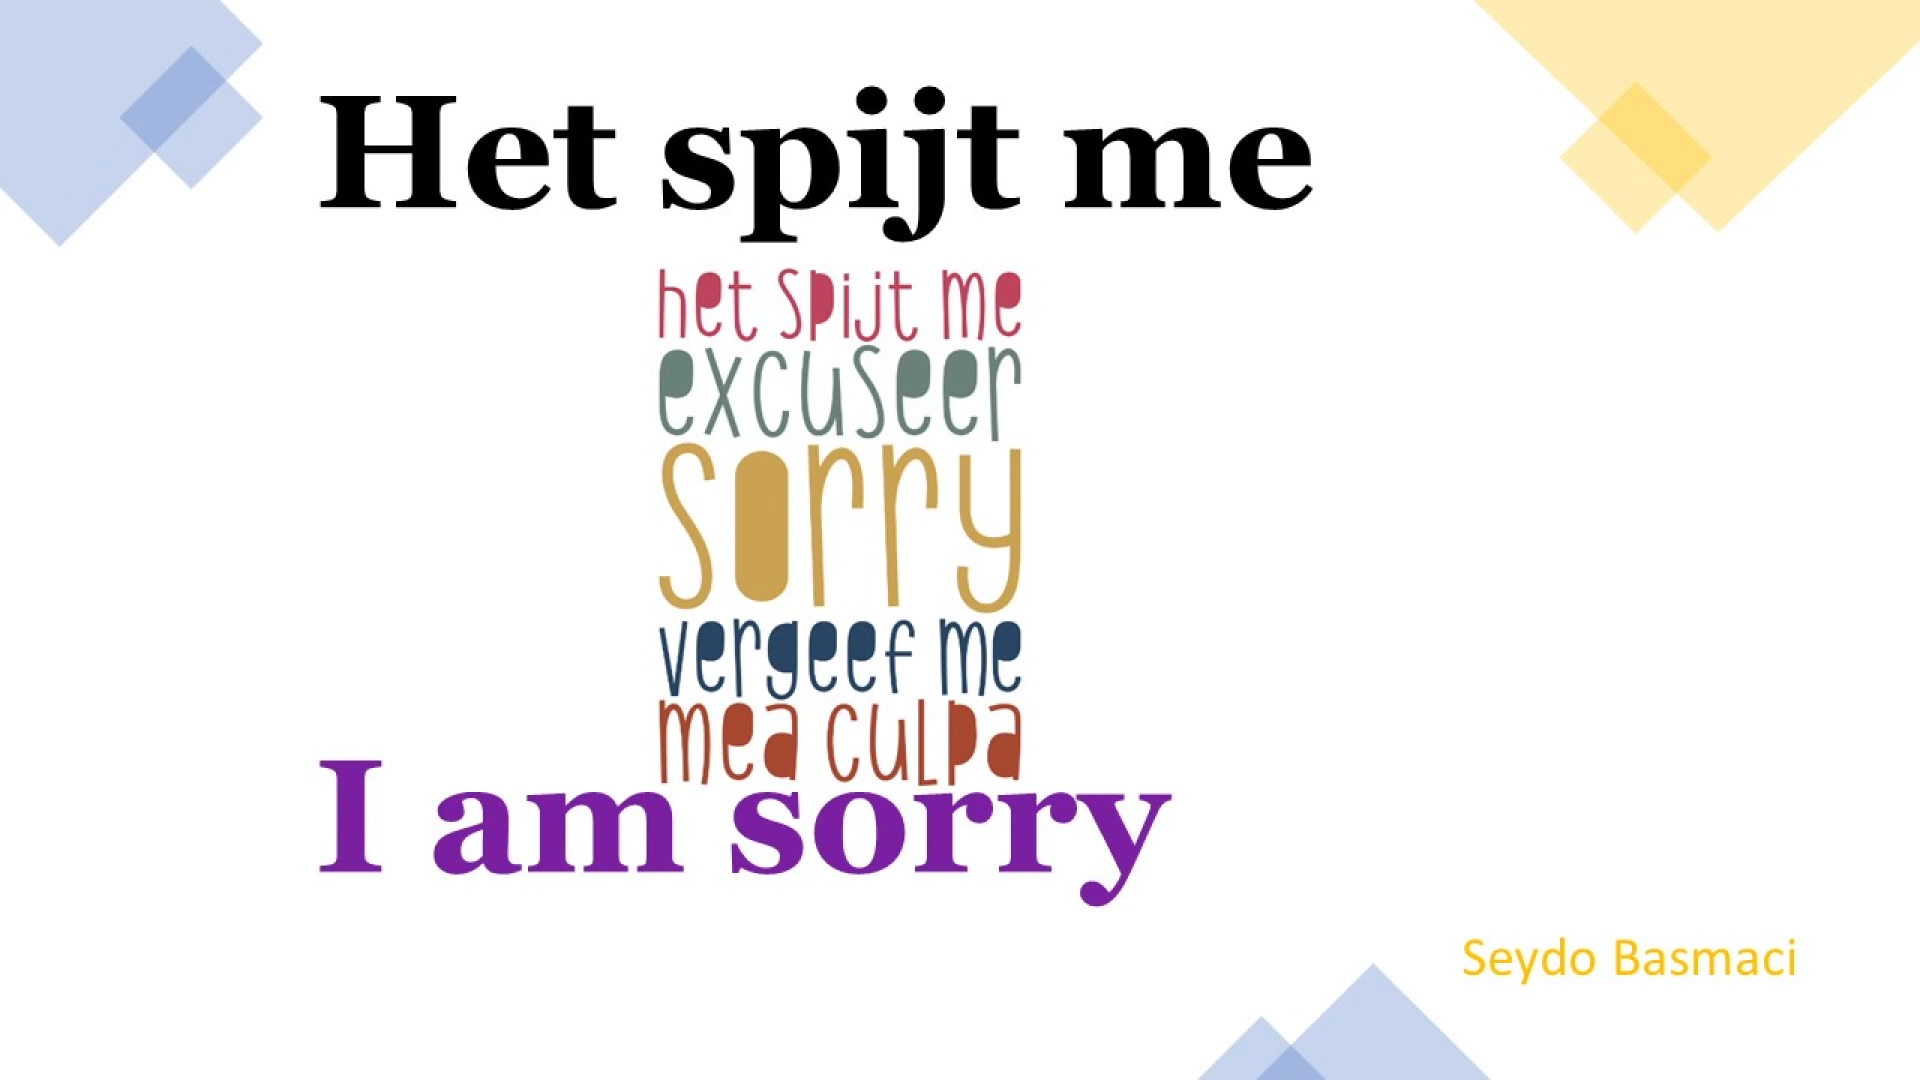 Het spijt me
het spijt me
excuseer
sorry
vergeef me
mea culpa
I am sorry
Seydo Basmaci